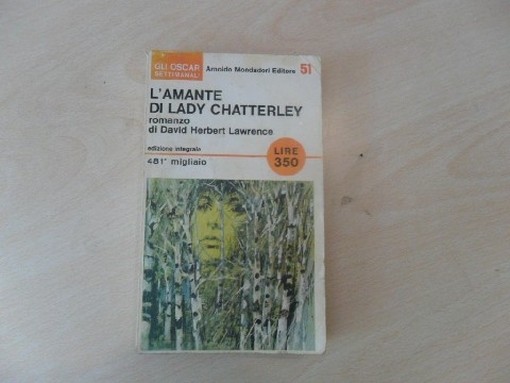 GLI OSCAR
SETTIMANALI
Arnoldo Mondadori Editore 51
L'AMANTE
DI LADY CHATTERLEY
romanzo
di David Herbert Lawrence
edizione integrale
481° migliaio
LIRE
350